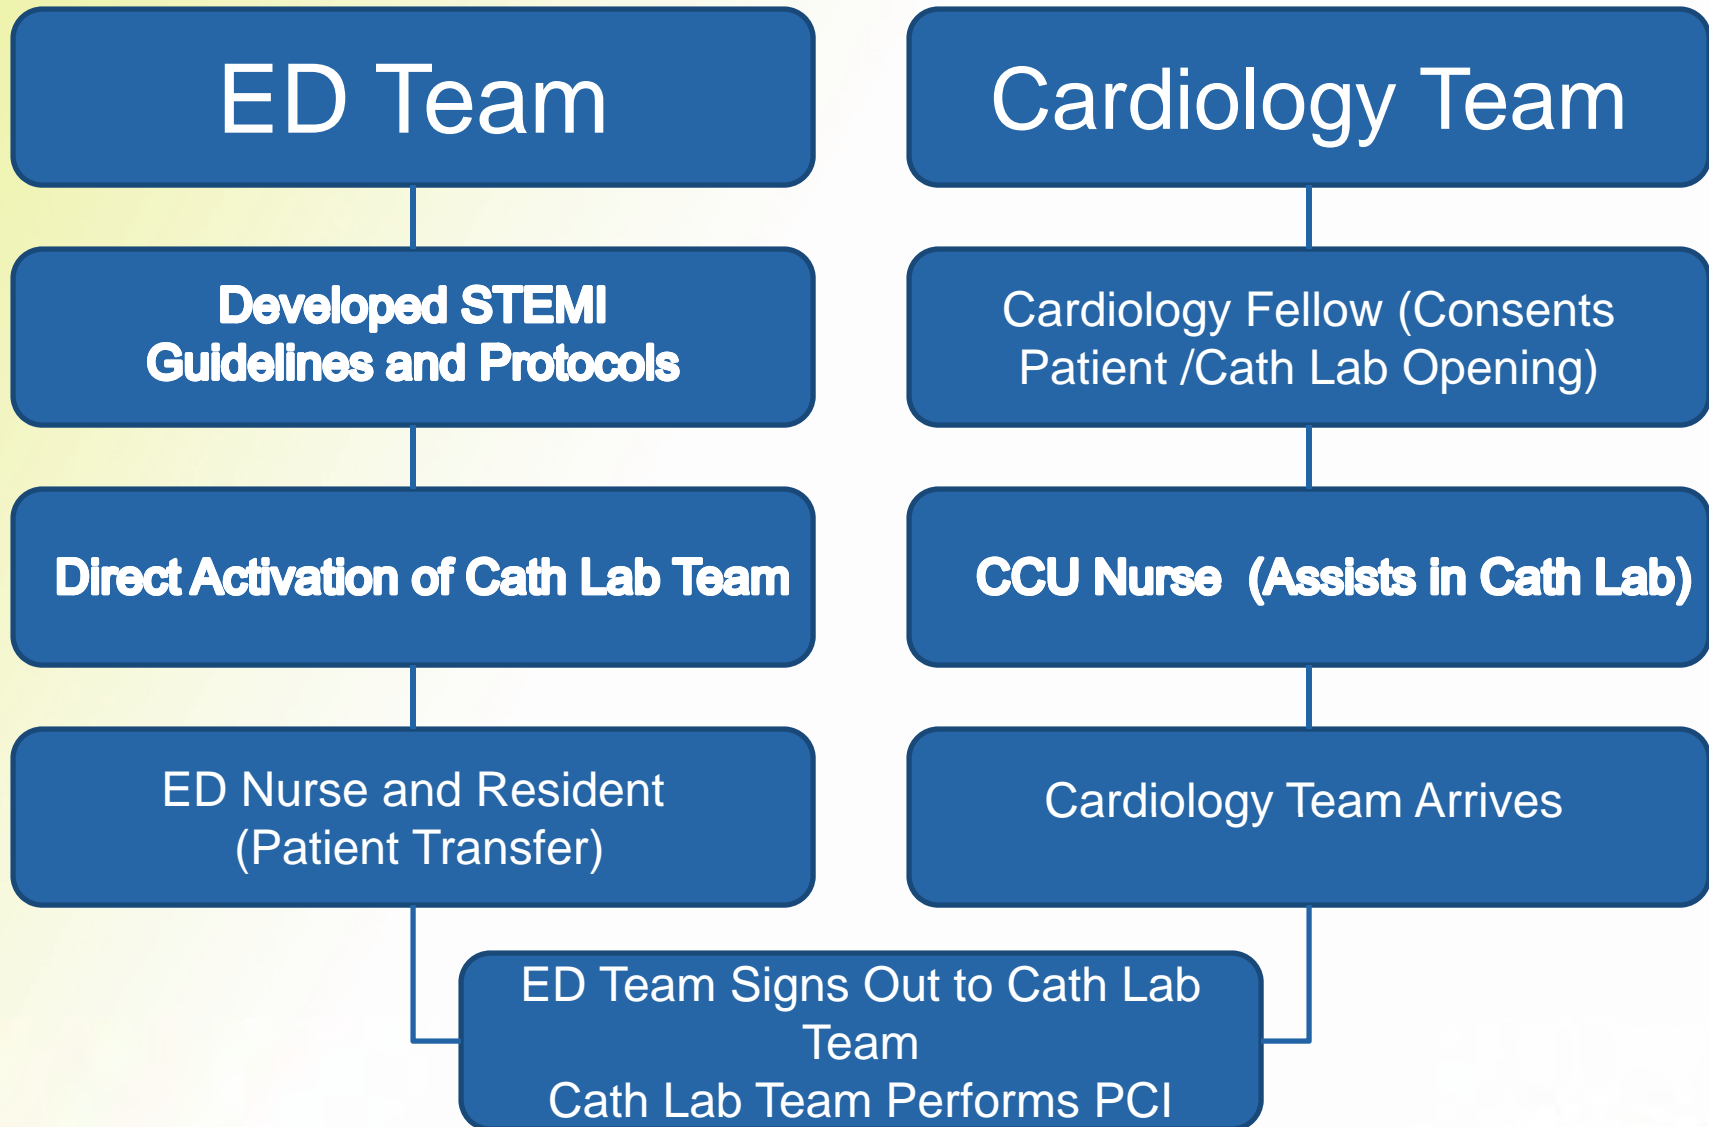 ED Team
Developed STEMI
Guidelines and Protocols
Direct Activation of Cath Lab Team
ED Nurse and Resident
(Patient Transfer)
Cardiology Team
Cardiology Fellow (Consents
Patient /Cath Lab Opening)
CCU Nurse  (Assists in Cath Lab)
Cardiology Team Arrives
ED Team Signs Out to Cath Lab
Team
Cath Lab Team Performs PCI